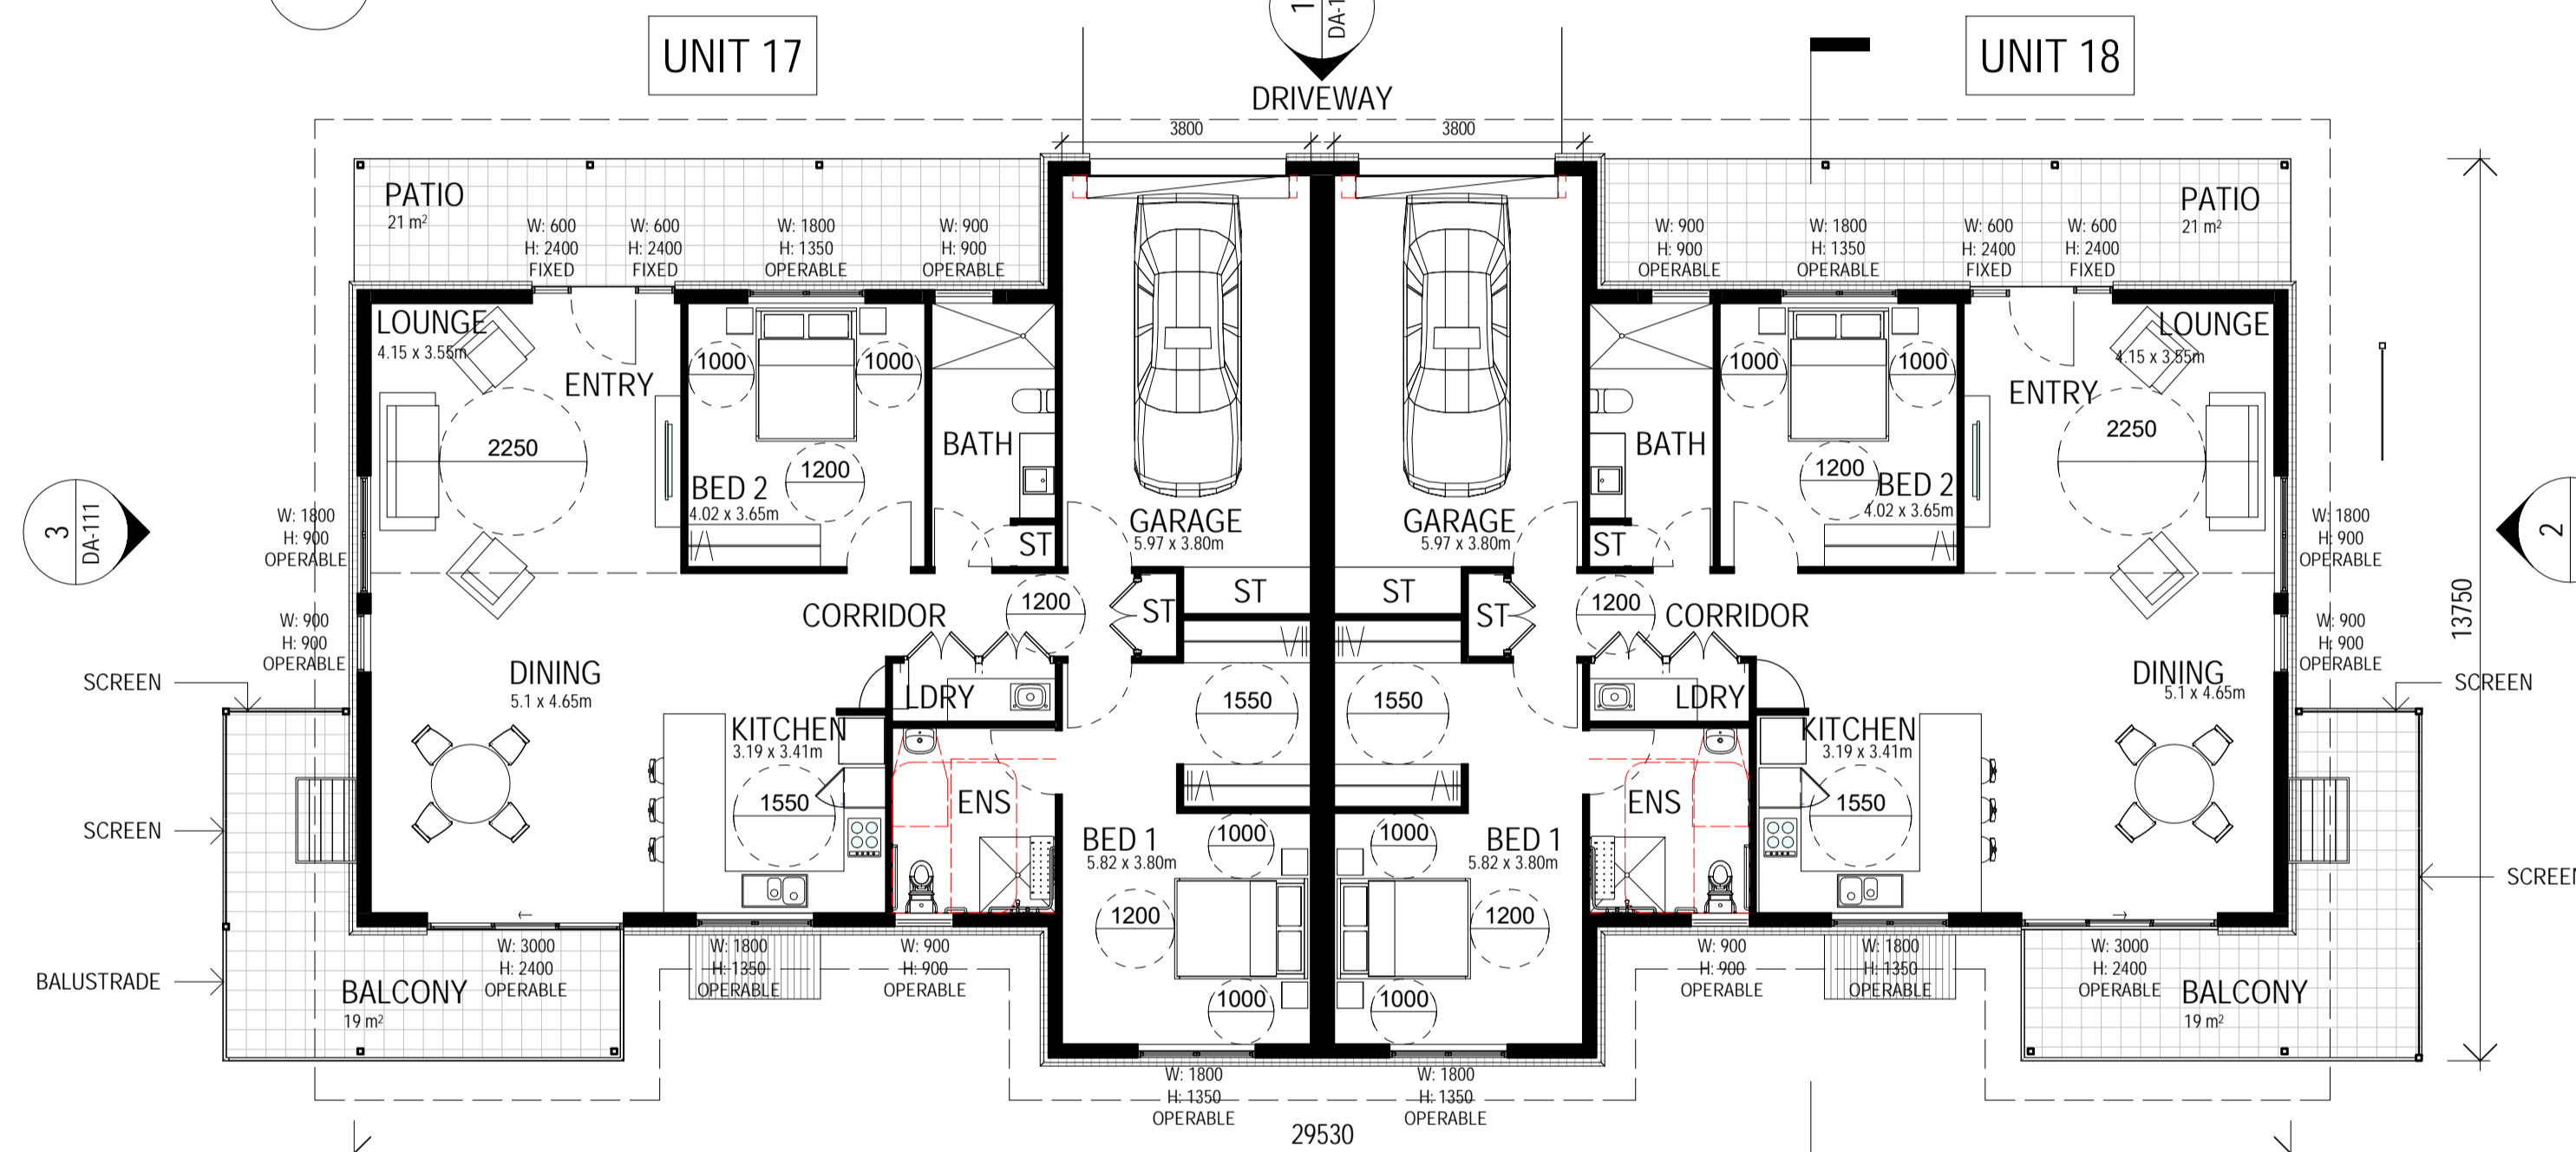 UNIT 17
1
DA-1
UNIT 18
DRIVEWAY
3800
3800
PATIO
21 m²
W: 600
H: 2400
FIXED
W: 600
H: 2400
FIXED
W: 1800
H: 1350
OPERABLE
W: 900
H: 900
OPERABLE
W: 900
H: 900
OPERABLE
W: 1800
H: 1350
OPERABLE
W: 600
H: 2400
FIXED
W: 600
H: 2400
FIXED
PATIO
21 m²
LOUNGE
4.15 x 3.55m
ENTRY
2250
1000
1000
1200
BED 2
4.02 x 3.65m
BATH
ST
GARAGE
5.97 x 3.80m
GARAGE
5.97 x 3.80m
BATH
ST
1000
1000
1200
BED 2
4.02 x 3.65m
LOUNGE
4.15 x 3.55m
ENTRY
2250
3
DA-111
W: 1800
H: 900
OPERABLE
W: 900
H: 900
OPERABLE
W: 1800
H: 900
OPERABLE
W: 900
H: 900
OPERABLE
2
13750
CORRIDOR
1200
ST
ST
ST
ST
1200
CORRIDOR
SCREEN
DINING
5.1 x 4.65m
LDRY
1550
1550
LDRY
DINING
5.1 x 4.65m
SCREEN
KITCHEN
3.19 x 3.41m
1550
KITCHEN
3.19 x 3.41m
1550
SCREEN
ENS
BED 1
5.82 x 3.80m
1000
1200
1000
1000
BED 1
5.82 x 3.80m
1200
1000
ENS
SCREEN
BALUSTRADE
BALCONY
19 m²
W: 3000
H: 2400
OPERABLE
W: 1800
H: 1350
OPERABLE
W: 900
H: 900
OPERABLE
W: 900
H: 900
OPERABLE
W: 1800
H: 1350
OPERABLE
W: 3000
H: 2400
OPERABLE
BALCONY
19 m²
W: 1800
H: 1350
OPERABLE
W: 1800
H: 1350
OPERABLE
29530